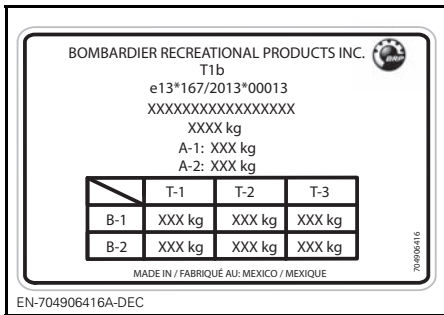 BOMBARDIER RECREATIONAL PRODUCTS INC.
BRP
T1b
e13*167/2013*00013
XXXXXXXXXXXXXXXXX
XXXX kg
A-1: XXX kg
A-2: XXX kg
T-1 T-2 T-3
B-1 XXX kg XXX kg XXX kg
B-2 XXX kg XXX kg XXX kg
MADE IN / FABRIQUÉ AU: MEXICO / MEXIQUE
704906416
EN-704906416A-DEC